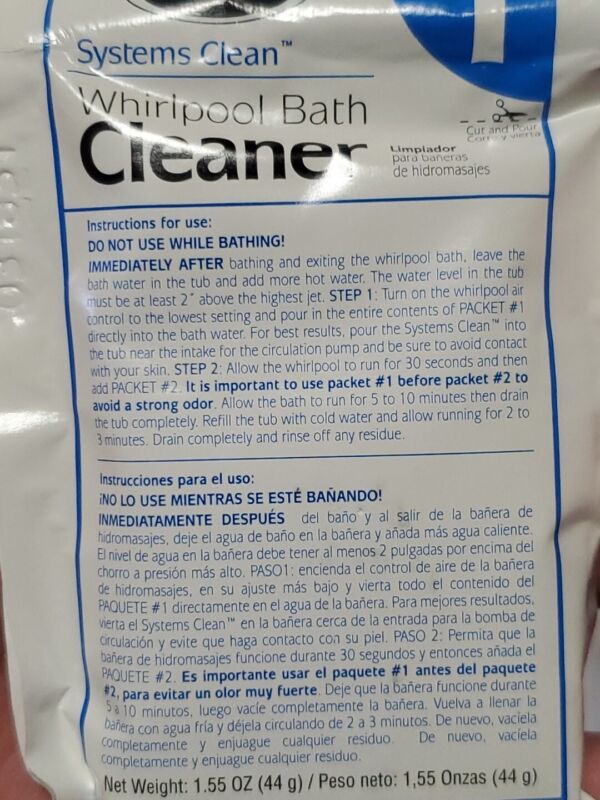 Systems Clean™
Whirlpool Bath
Cleaner
Cut and Pour
Corte y vierta
Limpiador
para bañeras
de hidromasajes
Instructions for use:
DO NOT USE WHILE BATHING!
IMMEDIATELY AFTER bathing and exiting the whirlpool bath, leave the
bath water in the tub and add more hot water. The water level in the tub
must be at least 2" above the highest jet. STEP 1: Turn on the whirlpool air
control to the lowest setting and pour in the entire contents of PACKET #1
directly into the bath water. For best results, pour the Systems Clean™ into
the tub near the intake for the circulation pump and be sure to avoid contact
with your skin. STEP 2: Allow the whirlpool to run for 30 seconds and then
add PACKET #2. It is important to use packet #1 before packet #2 to
avoid a strong odor. Allow the bath to run for 5 to 10 minutes then drain
the tub completely. Refill the tub with cold water and allow running for 2 to
3 minutes. Drain completely and rinse off any residue.
Instrucciones para el uso:
¡NO LO USE MIENTRAS SE ESTÉ BAÑANDO!
INMEDIATAMENTE DESPUÉS del baño y al salir de la bañera de
hidromasajes, deje el agua de baño en la bañera y añada más agua caliente.
El nivel de agua en la bañera debe tener al menos 2 pulgadas por encima del
chorro a presión más alto. PASO1: encienda el control de aire de la bañera
de hidromasajes, en su ajuste más bajo y vierta todo el contenido del
PAQUETE #1 directamente en el agua de la bañera. Para mejores resultados,
vierta el Systems Clean™ en la bañera cerca de la entrada para la bomba de
circulación y evite que haga contacto con su piel. PASO 2: Permita que la
bañera de hidromasajes funcione durante 30 segundos y entonces añada el
PAQUETE #2. Es importante usar el paquete #1 antes del paquete
#2, para evitar un olor muy fuerte. Deje que la bañera funcione durante
5 a 10 minutos, luego vacíe completamente la bañera. Vuelva a llenar la
bañera con agua fría y déjela circulando de 2 a 3 minutos. De nuevo, vacíela
completamente y enjuague cualquier residuo. De nuevo, vacíela
completamente y enjuague cualquier residuo.
Net Weight: 1.55 OZ (44 g) / Peso neto: 1,55 Onzas (44 g)